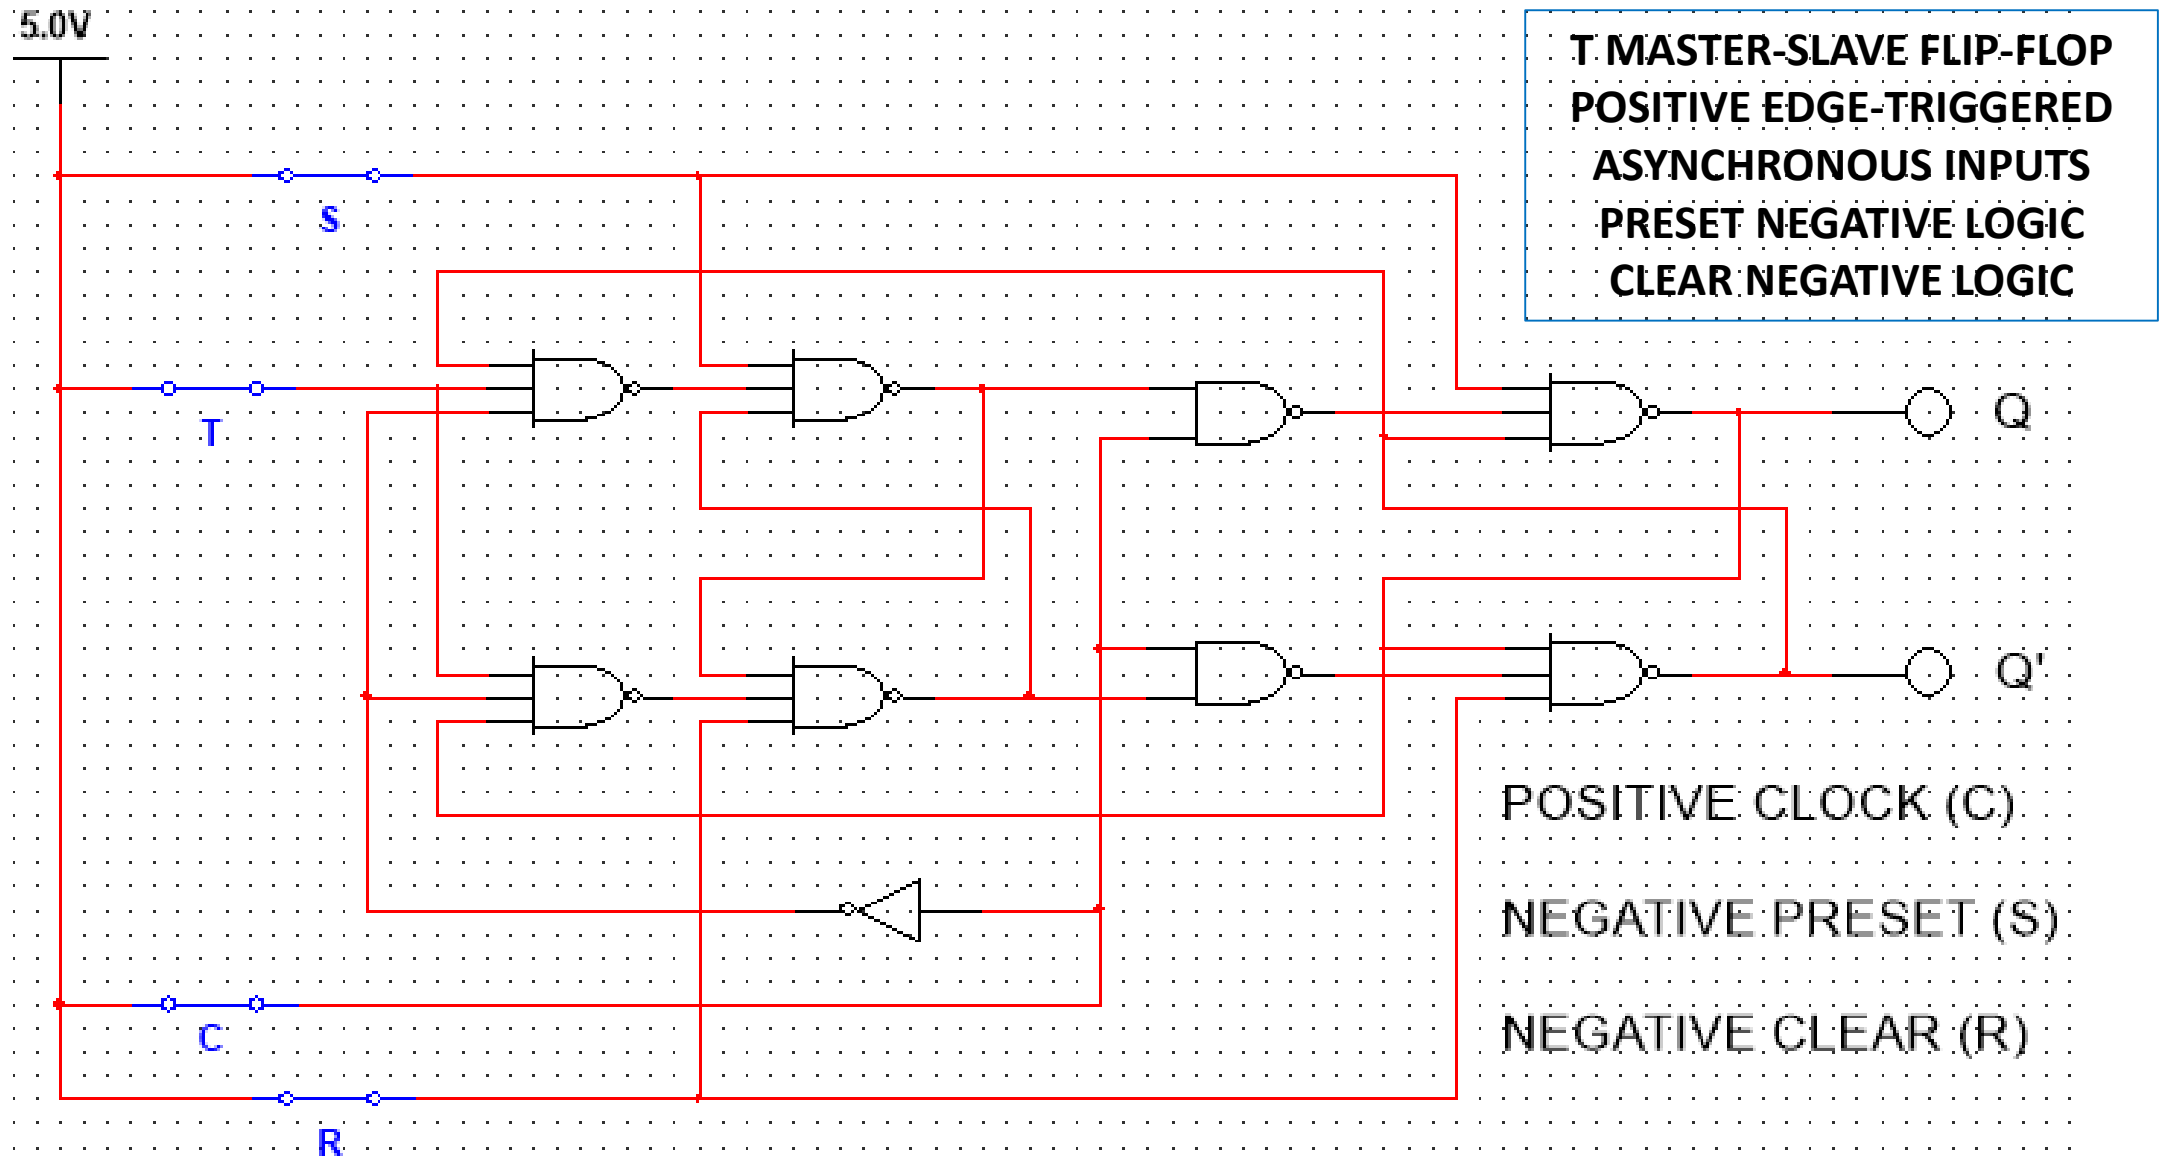 5.0V
T MASTER-SLAVE FLIP-FLOP
POSITIVE EDGE-TRIGGERED
ASYNCHRONOUS INPUTS
PRESET NEGATIVE LOGIC
CLEAR NEGATIVE LOGIC
S
T
Q
Q'
POSITIVE CLOCK (C)
NEGATIVE PRESET (S)
C
NEGATIVE CLEAR (R)
R